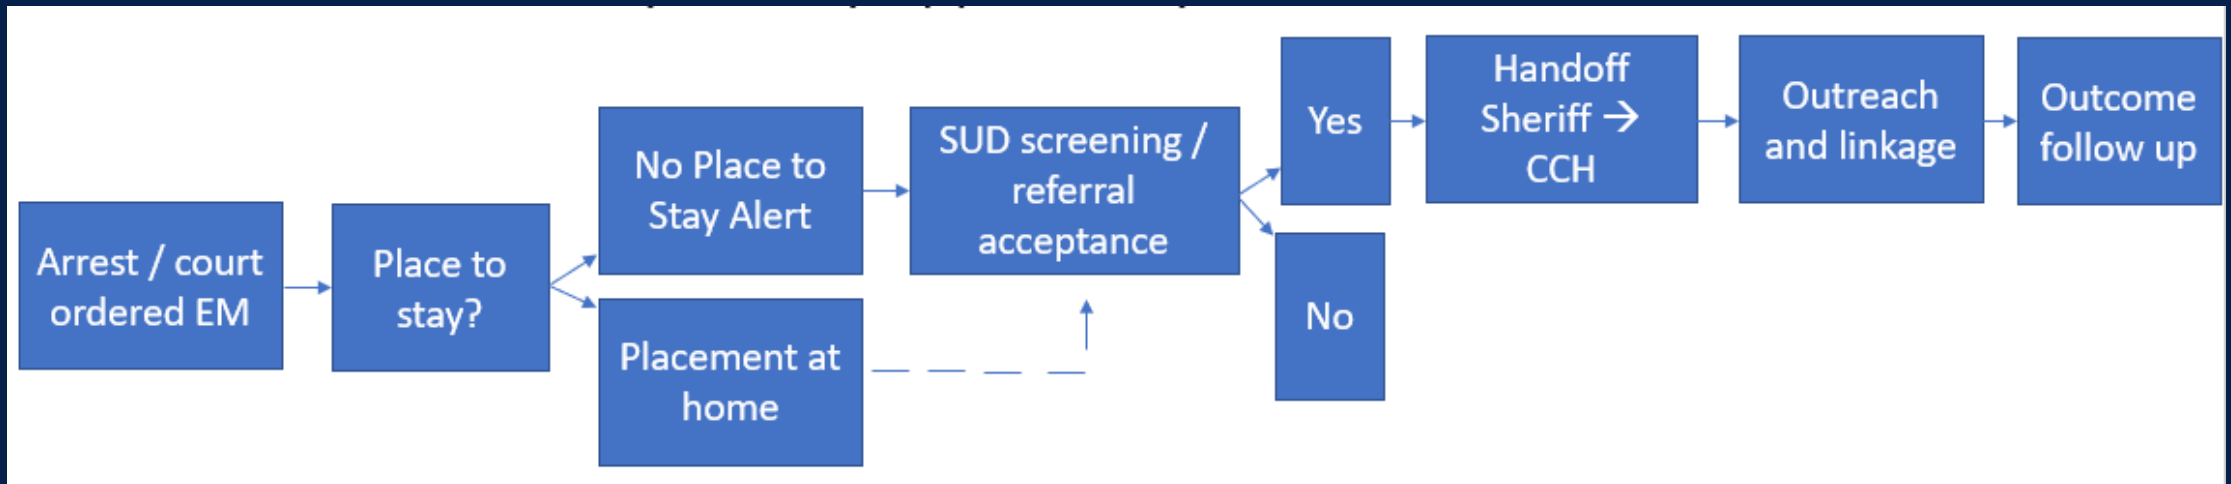 Arrest / court
ordered EM
Place to
stay?
No Place to
Stay Alert
Placement at
home
SUD screening /
referral
acceptance
Yes
No
Handoff
Sheriff →
CCH
Outreach
and linkage
Outcome
follow up